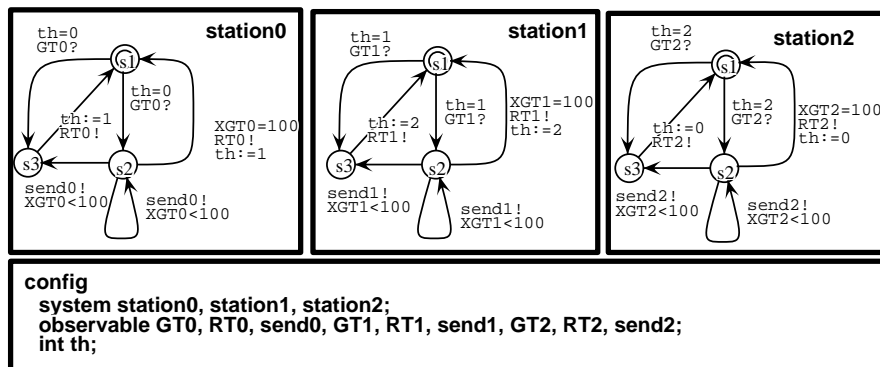 station0
th=0
GT0?
s1
th=0
GT0?
th:=1
RT0!
XGT0=100
RT0!
th:=1
s3
s2
send0!
XGT0<100
send0!
XGT0<100
station1
th=1
GT1?
s1
th=1
GT1?
th:=2
RT1!
XGT1=100
RT1!
th:=2
s3
s2
send1!
XGT1<100
send1!
XGT1<100
station2
th=2
GT2?
s1
th=2
GT2?
th:=0
RT2!
XGT2=100
RT2!
th:=0
s3
s2
send2!
XGT2<100
send2!
XGT2<100
config
system station0, station1, station2;
observable GT0, RT0, send0, GT1, RT1, send1, GT2, RT2, send2;
int th;